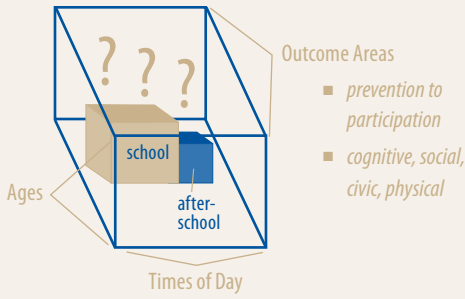 ? ? ?
Outcome Areas
■ prevention to
participation
■ cognitive, social,
civic, physical
school
after-
school
Ages
Times of Day